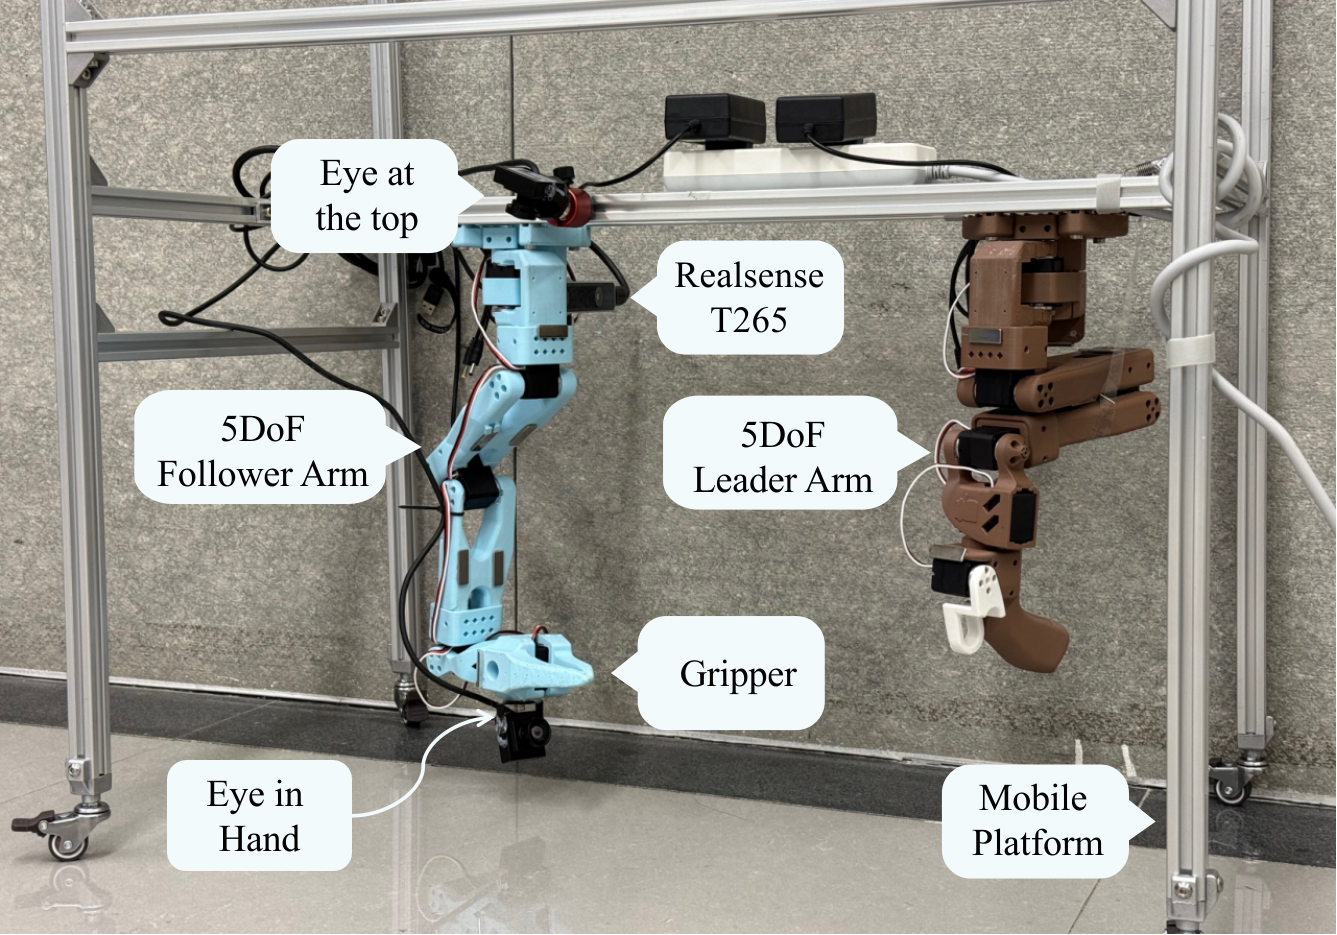 Eye at
the top
Realsense
T265
5DoF
Follower Arm
5DoF
Leader Arm
Gripper
Eye in
Hand
Mobile
Platform